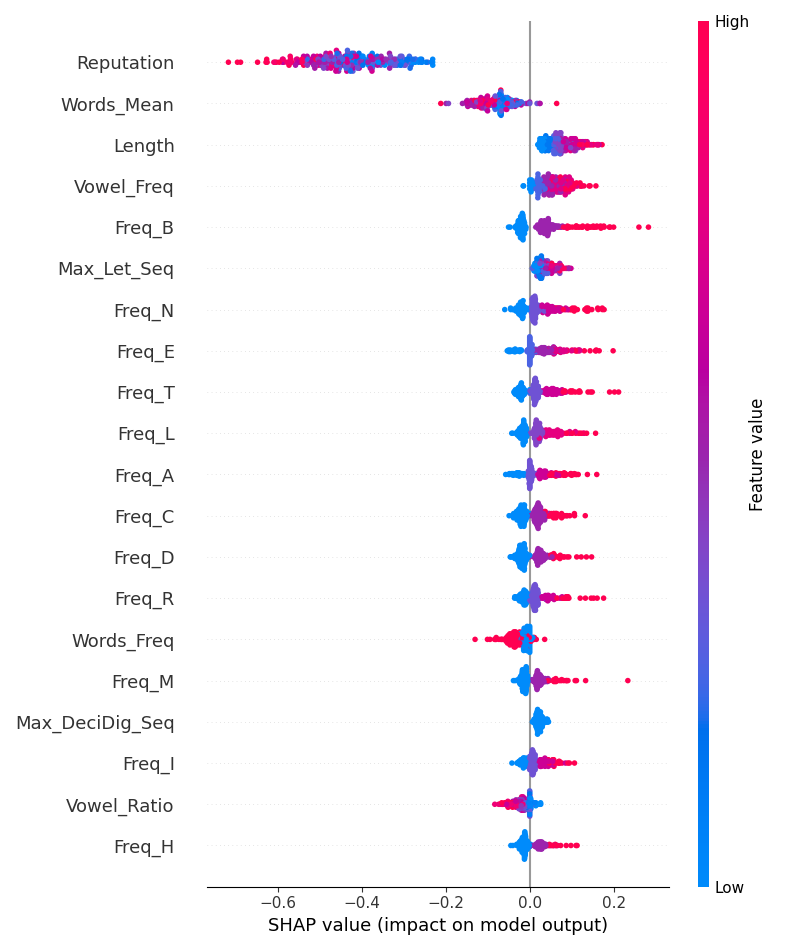 High
Reputation
Words_Mean
Length
Vowel_Freq
Freq_B
Max_Let_Seq
Freq_N
Freq_E
Freq_T
Freq_L
Freq_A
Freq_C
Freq_D
Freq_R
Words_Freq
Freq_M
Max_DeciDig_Seq
Freq_I
Vowel_Ratio
Freq_H
Feature value
Low
−0.6 −0.4 −0.2 0.0 0.2
SHAP value (impact on model output)